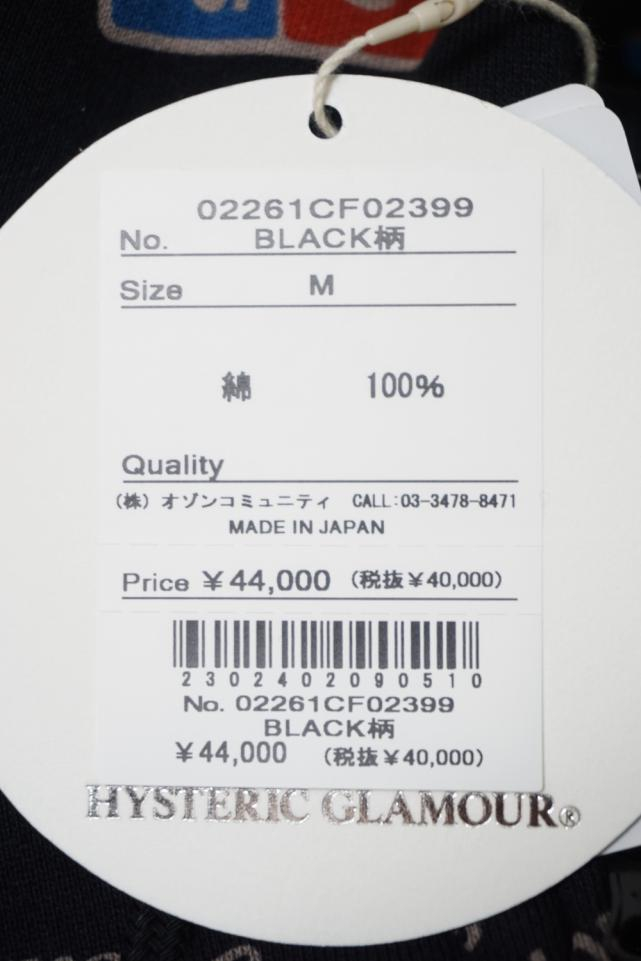 02261CF02399
No. BLACK柄
Size M
綿 100%
Quality
(株) オゾンコミュニティ CALL:03-3478-8471
MADE IN JAPAN
Price ¥44,000 (税抜¥40,000)
2302402090510
No. 02261CF02399
BLACK柄
¥44,000 (税抜¥40,000)
HYSTERIC GLAMOUR®